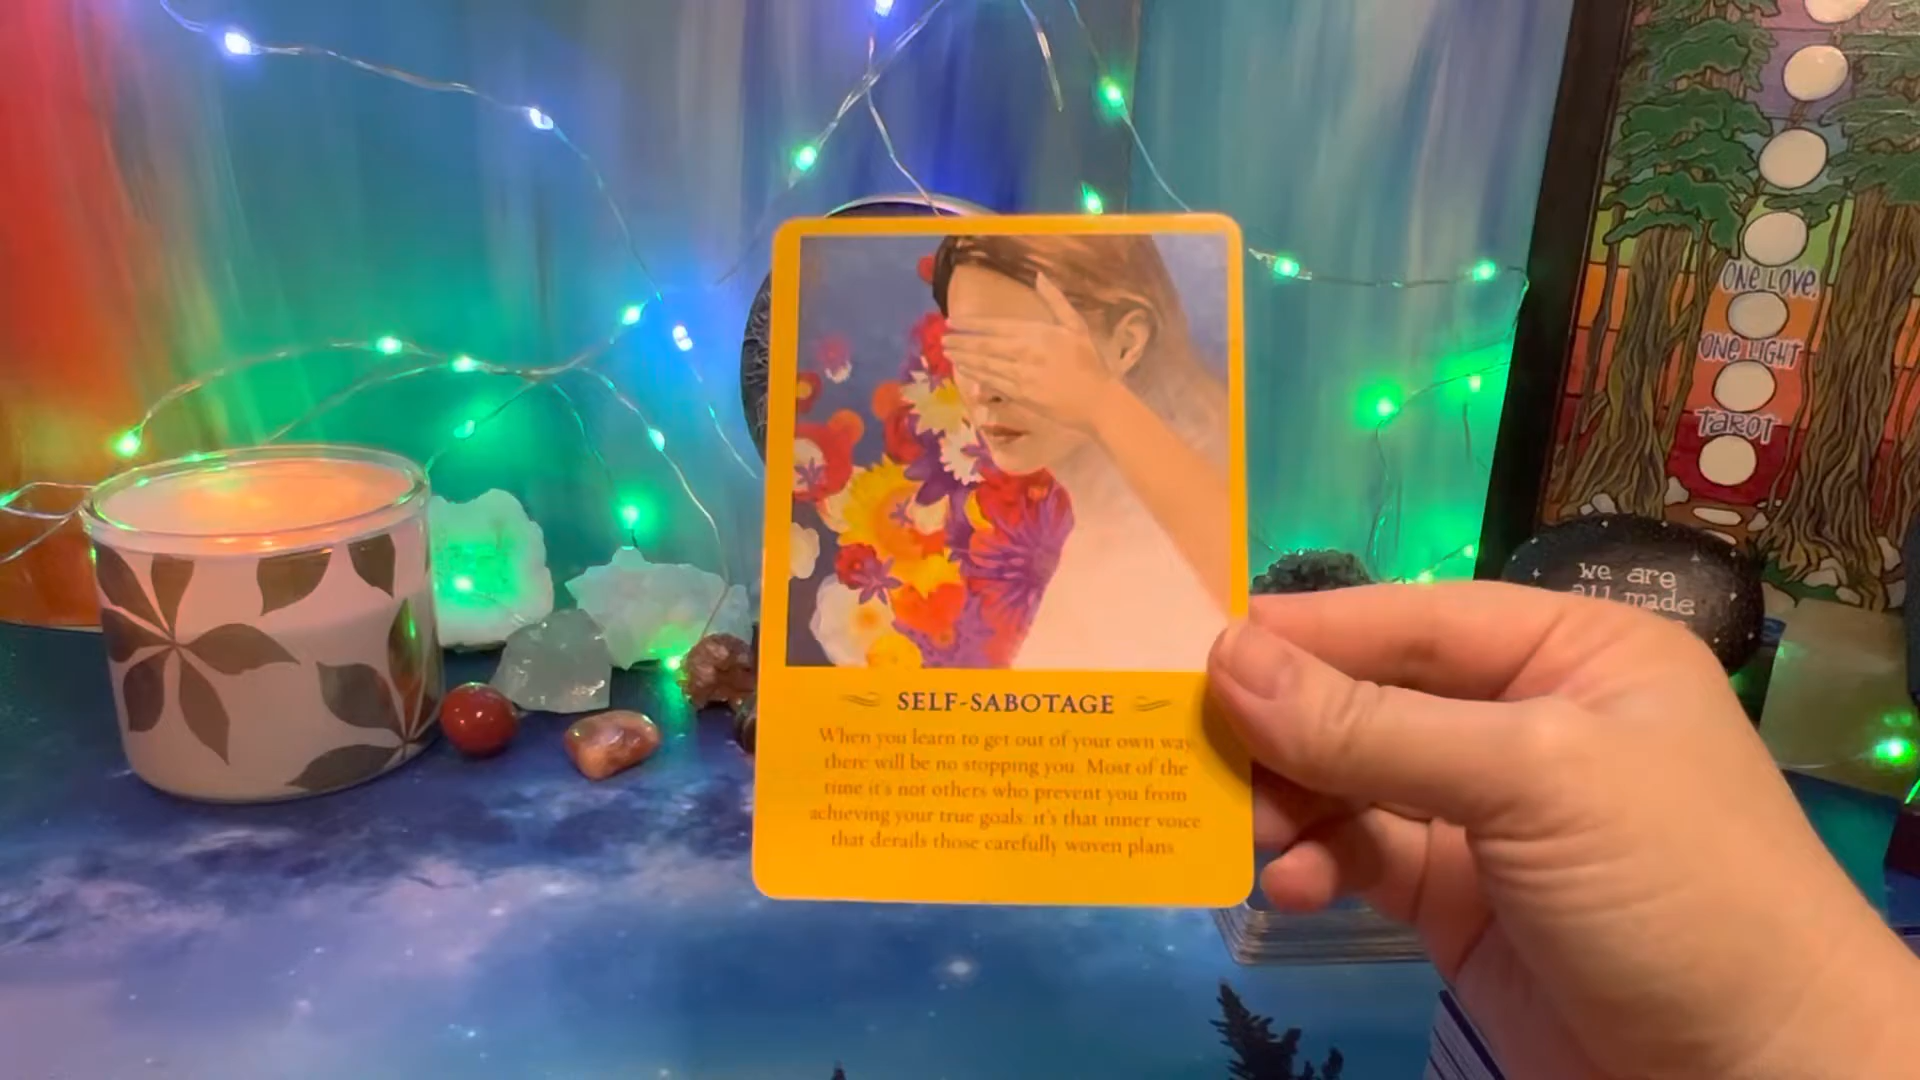 ONE LOVE,
ONE LIGHT
TAROT
we are
all made
SELF-SABOTAGE
When you learn to get out of your own way
there will be no stopping you. Most of the
time it's not others who prevent you from
achieving your true goals: it's that inner voice
that derails those carefully woven plans.